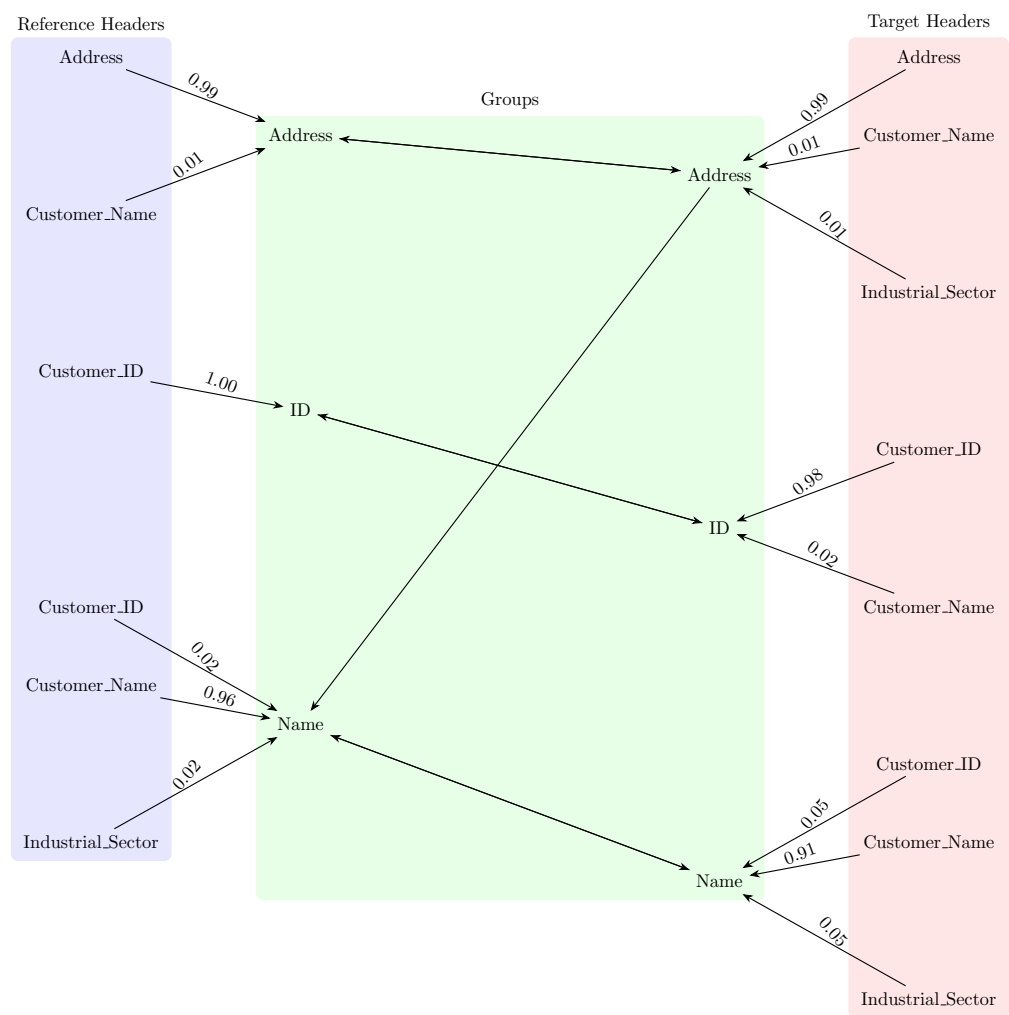 Reference Headers
Address
0.99
0.01
Customer_Name
Customer_ID
1.00
Customer_ID
0.02
Customer_Name
0.96
0.02
Industrial_Sector
Groups
Address
ID
Name
Address
ID
Name
Target Headers
Address
0.99
Customer_Name
0.01
0.01
Industrial_Sector
Customer_ID
0.98
0.02
Customer_Name
Customer_ID
0.05
Customer_Name
0.91
0.05
Industrial_Sector